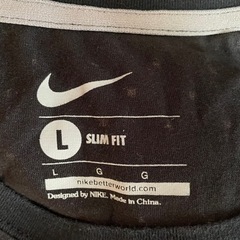 L SLIM FIT
L G G
nikebetterworld.com
Designed by NIKE. Made in China.